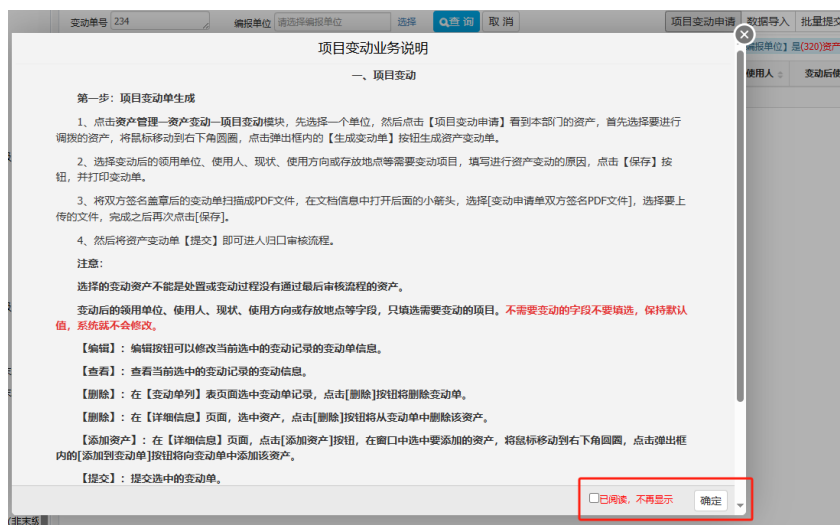 变动单号 234 编报单位 请选择编报单位 选择 查 询 取 消 项目变动申请 数据导入 批量提交
编报单位】是(320)资产
使用人 变动后使
项目变动业务说明
一、项目变动
第一步：项目变动单生成
1、点击资产管理—资产变动—项目变动模块，先选择一个单位，然后点击【项目变动申请】看到本部门的资产，首先选择要进行
调拨的资产，将鼠标移动到右下角圆圈，点击弹出框内的【生成变动单】按钮生成资产变动单。
2、选择变动后的领用单位、使用人、现状、使用方向或存放地点等需要变动项目，填写进行资产变动的原因，点击【保存】按
钮，并打印变动单。
3、将双方签名盖章后的变动单扫描成PDF文件，在文档信息中打开后面的小箭头，选择[变动申请单双方签名PDF文件]，选择要上
传的文件，完成之后再次点击[保存]。
4、然后将资产变动单【提交】即可进人归口审核流程。
注意：
选择的变动资产不能是处置或变动过程没有通过最后审核流程的资产。
变动后的领用单位、使用人、现状、使用方向或存放地点等字段，只填选需要变动的项目。不需要变动的字段不要填选，保持默认
值，系统就不会修改。
【编辑】：编辑按钮可以修改当前选中的变动记录的变动单信息。
【查看】：查看当前选中的变动记录的变动信息。
【删除】：在【变动单列】表页面选中变动单记录，点击[删除]按钮将删除变动单。
【删除】：在【详细信息】页面，选中资产，点击[删除]按钮将从变动单中删除该资产。
【添加资产】：在【详细信息】页面，点击[添加资产]按钮，在窗口中选中要添加的资产，将鼠标移动到右下角圆圈，点击弹出框
内的[添加到变动单]按钮将向变动单中添加该资产。
【提交】：提交选中的变动单。
已阅读，不再显示 确定